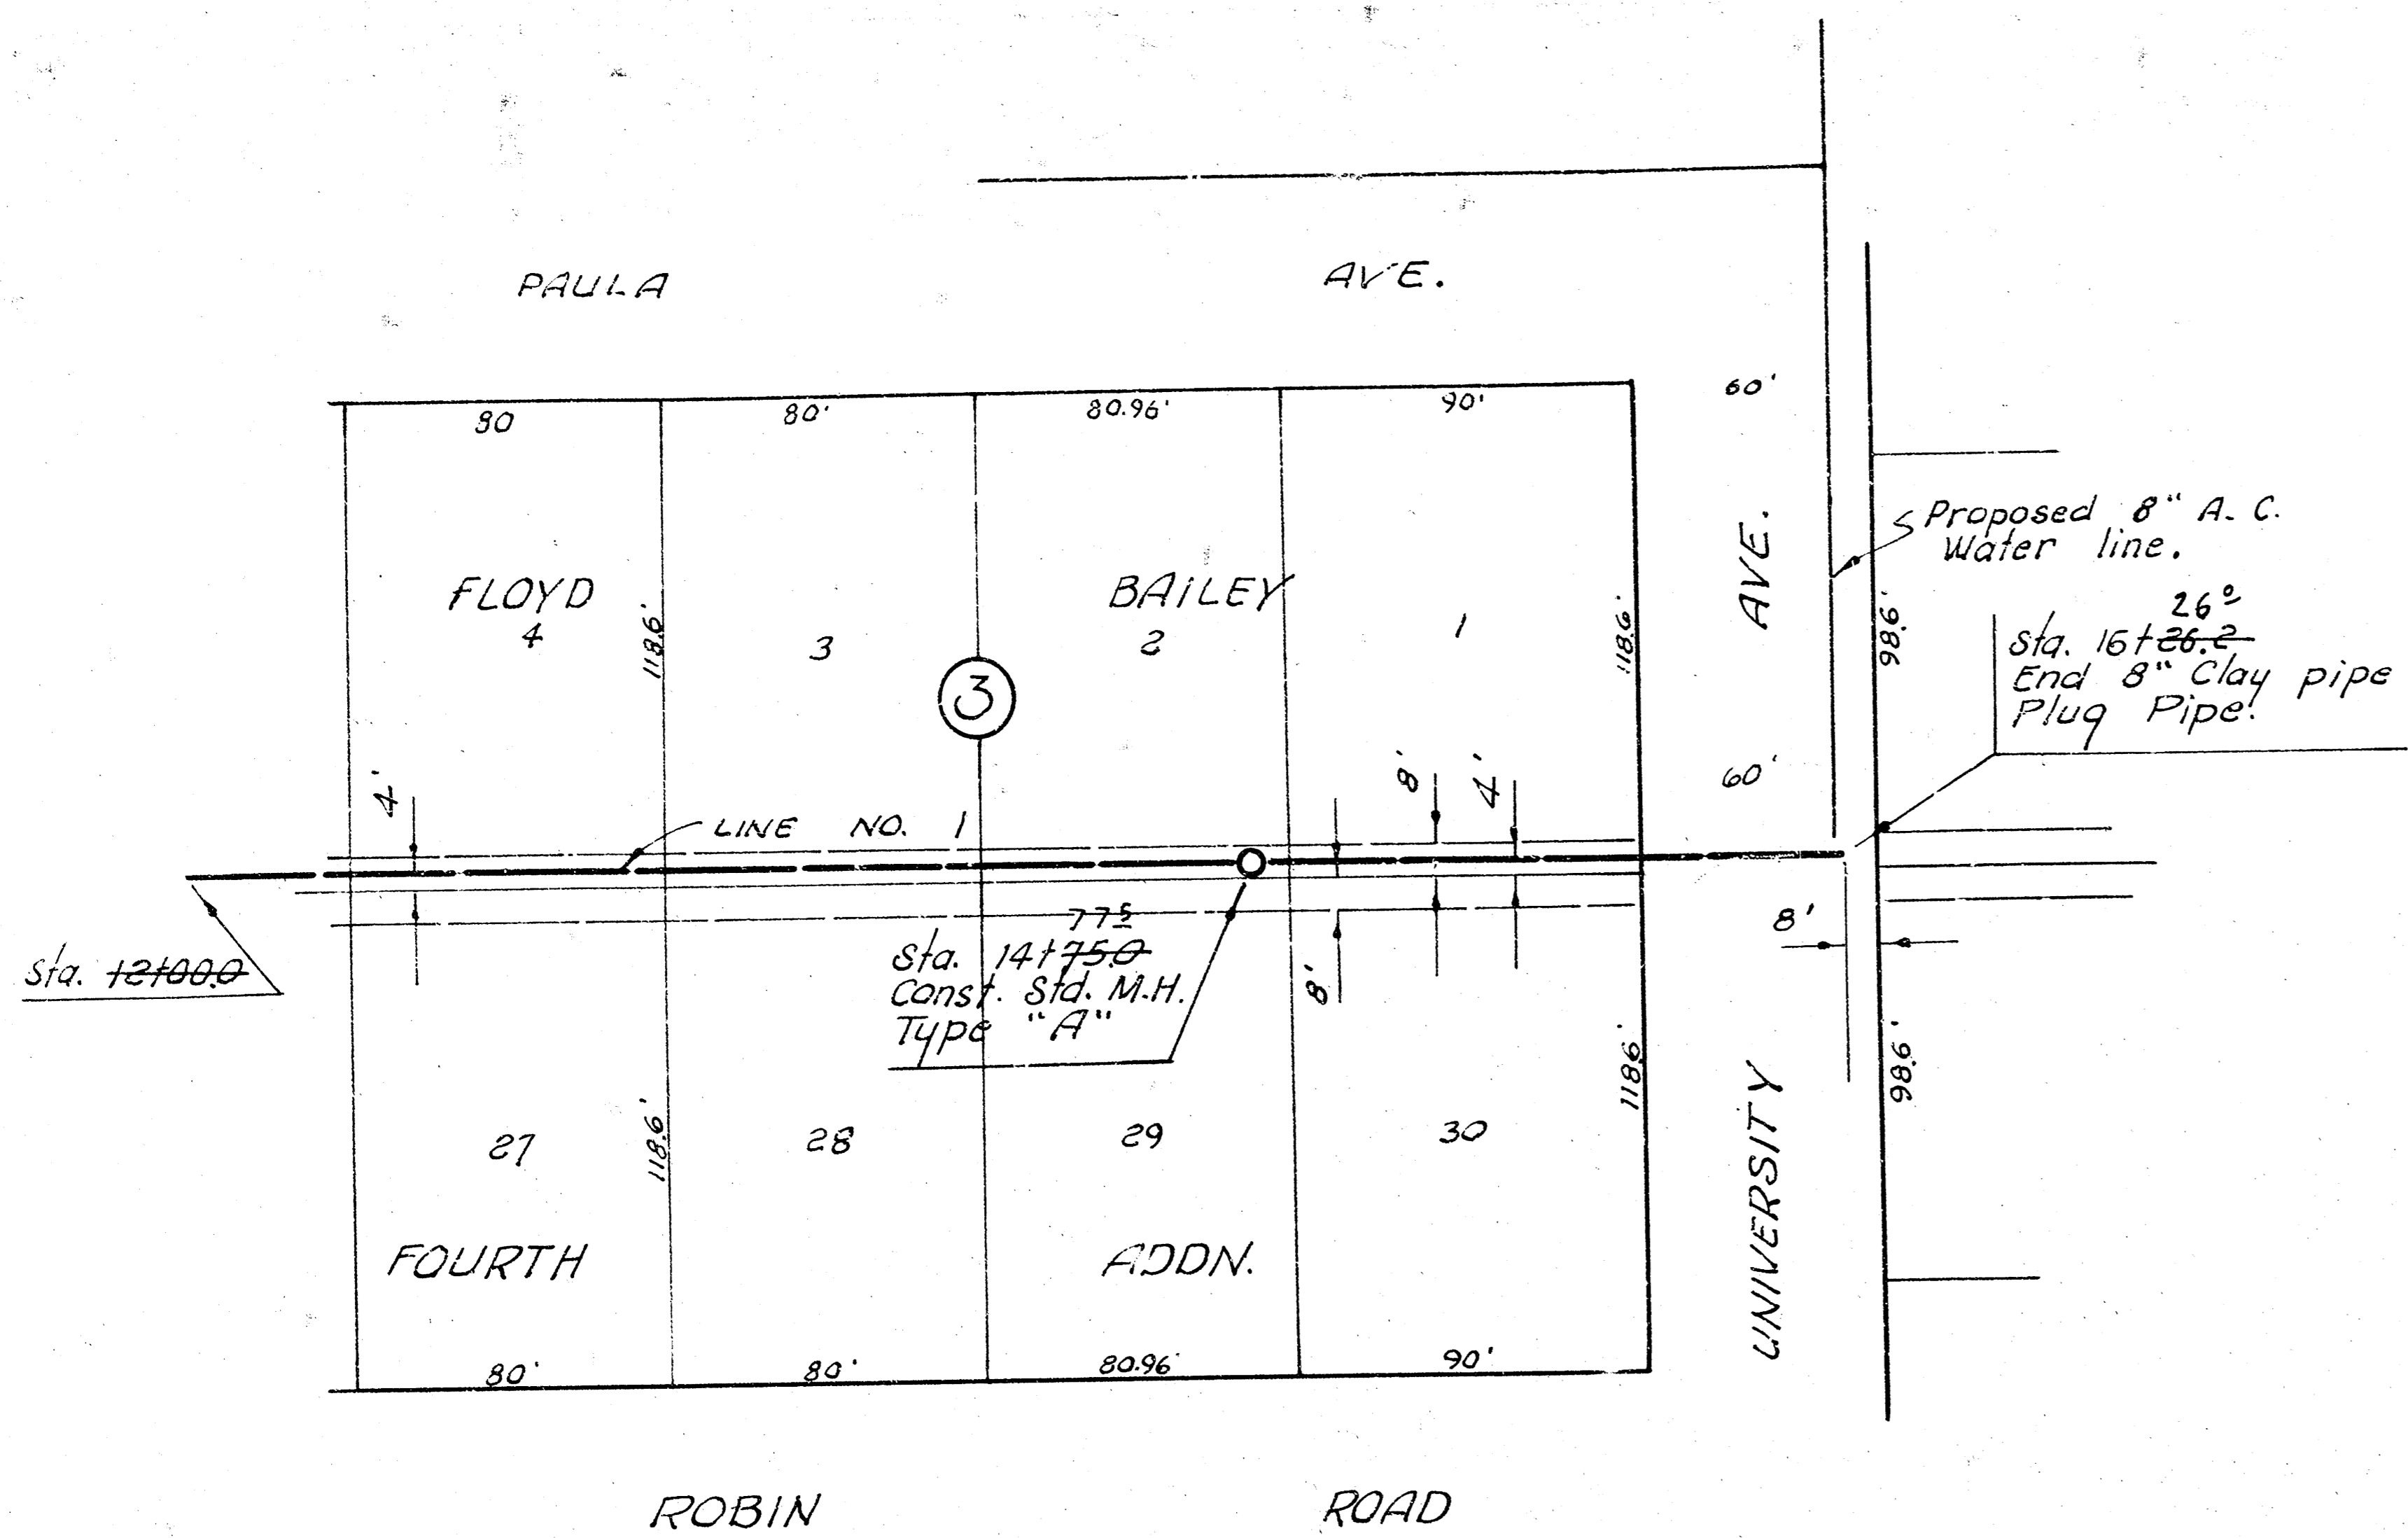 PAULA AVE.
80 80' 80.96' 90' 60'
Proposed 8" A. C.
Water line.
FLOYD BAILEY
4 3 2 1
118.6' 118.6' 98.6'
AVE.
3
26º
Sta. 16+26.2
End 8" Clay pipe
Plug Pipe.
4' 8' 4' 60'
LINE NO. 1
77⁵
Sta. 14+75.0
Const. Std. M.H.
Type "A"
8' 8'
Sta. 12+00.0
118.6' 118.6' 98.6'
27 28 29 30
UNIVERSITY
FOURTH ADDN.
80' 80' 80.96' 90'
ROBIN ROAD